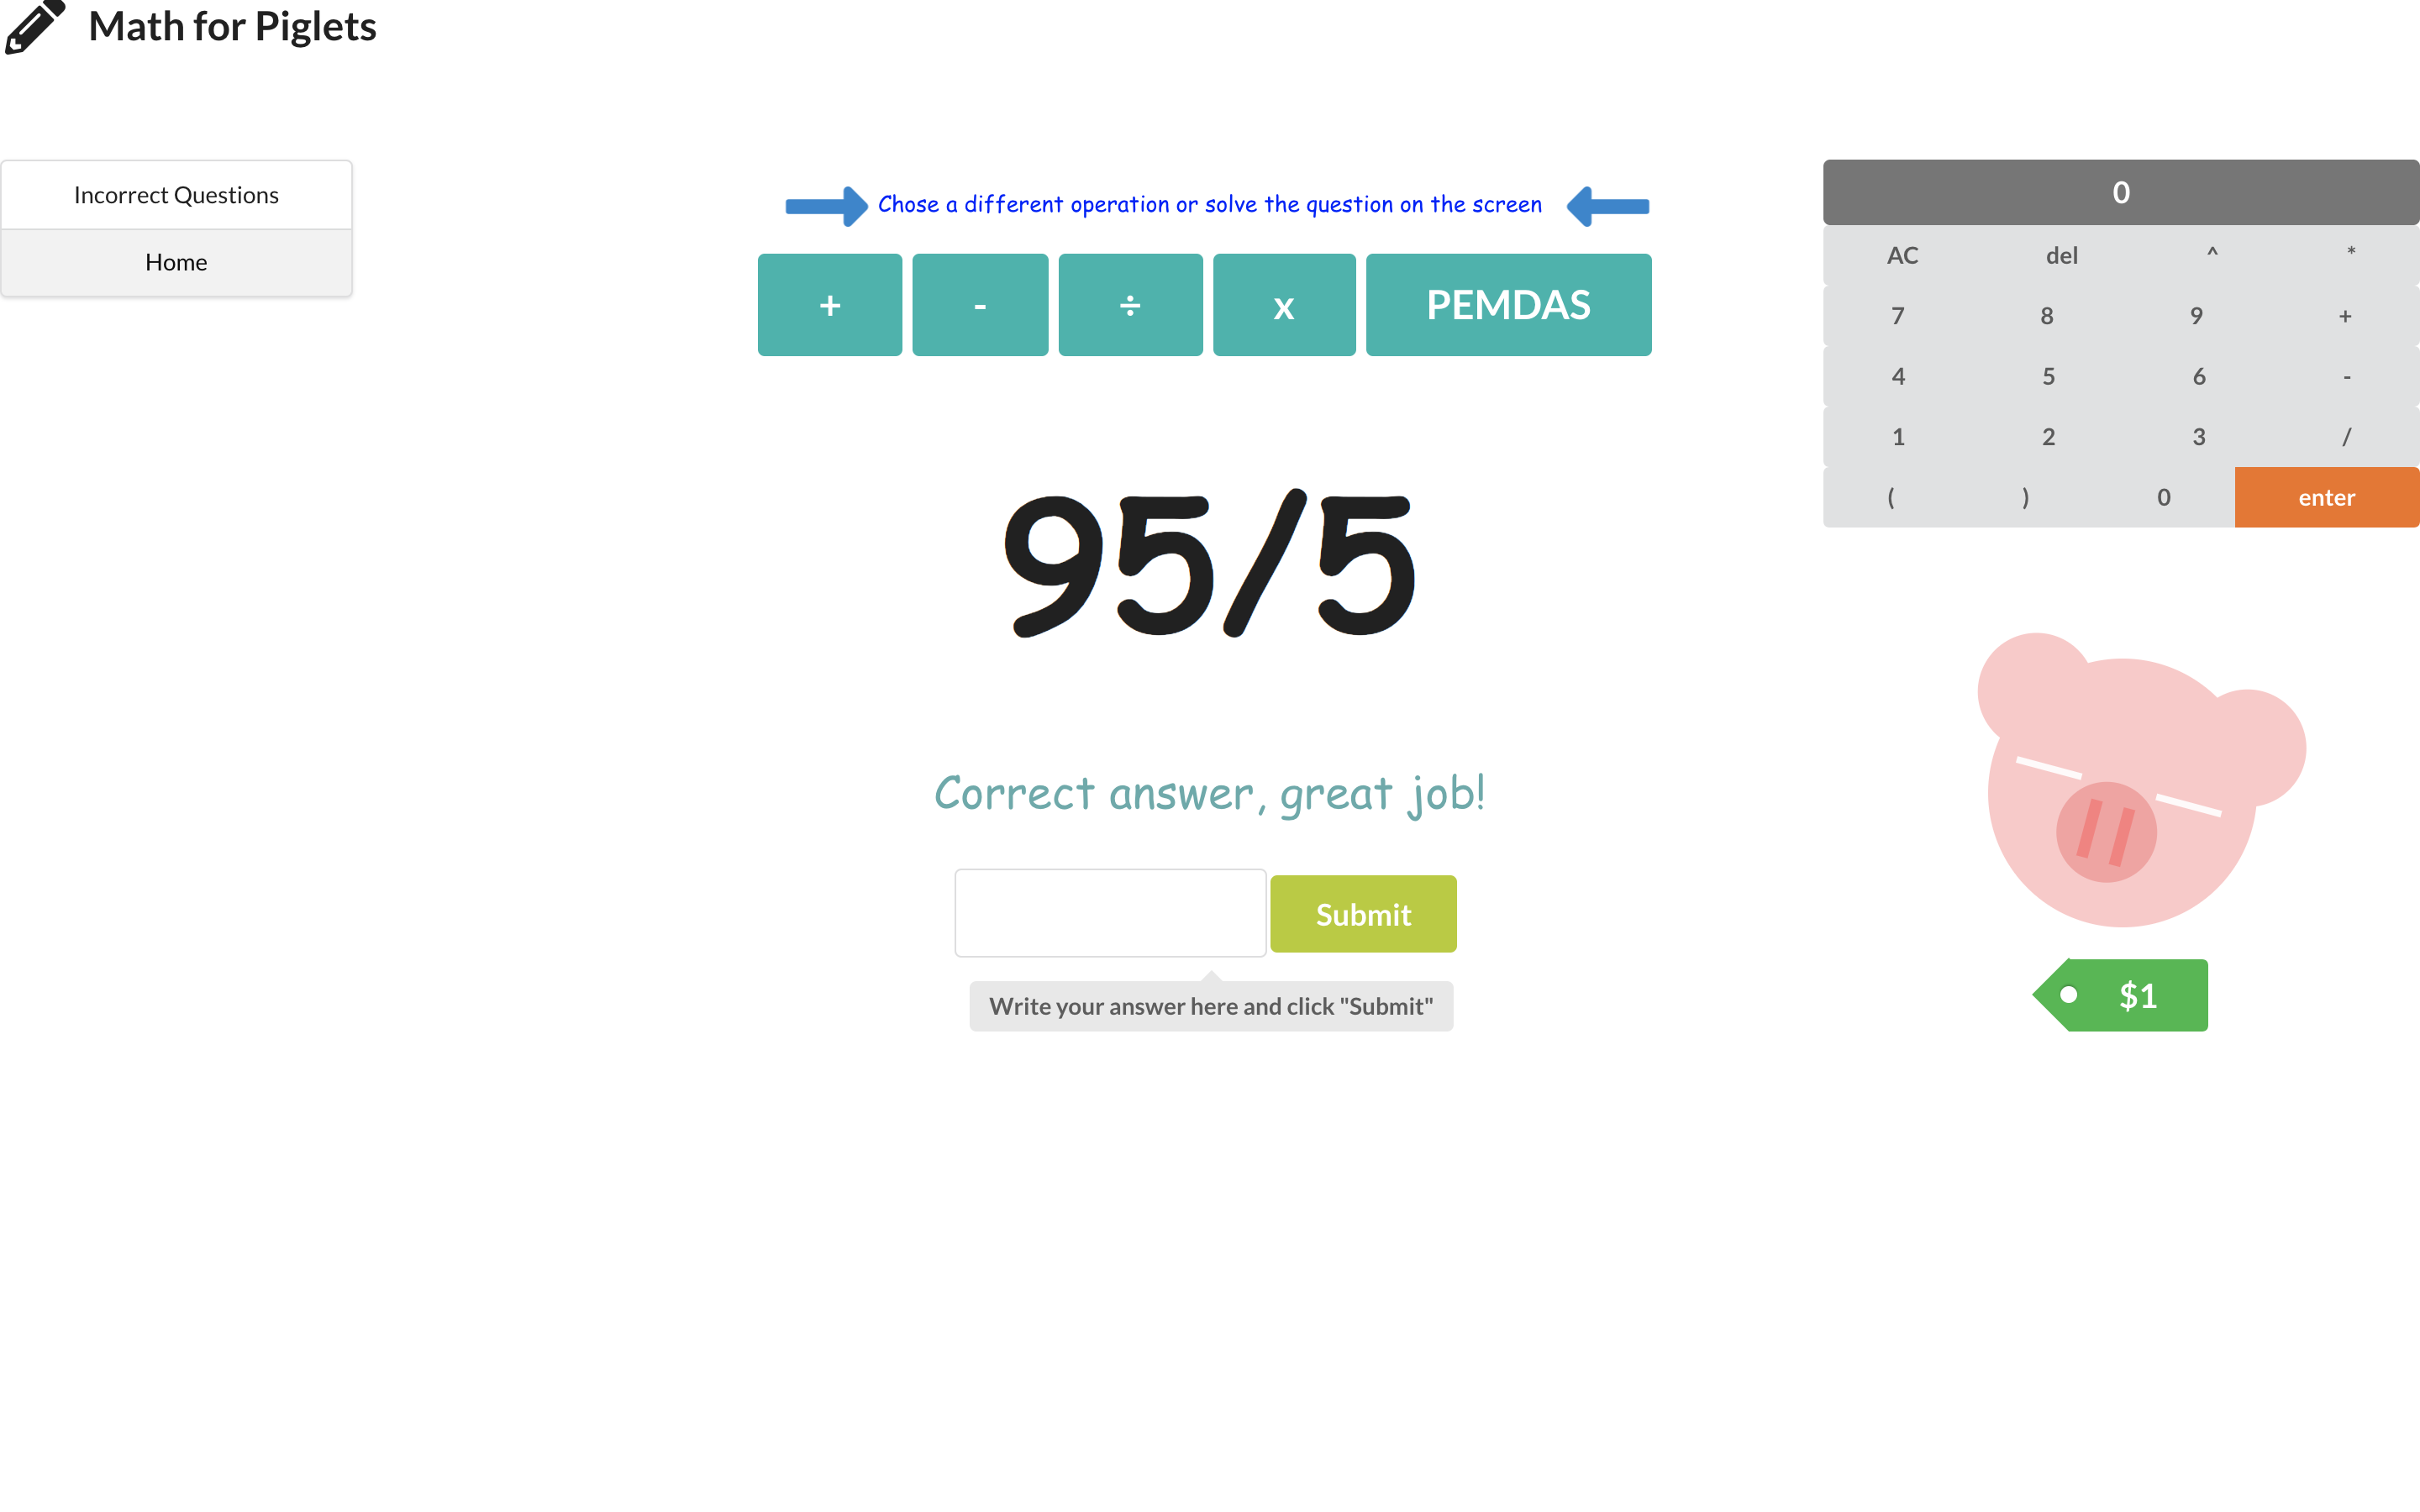 Math for Piglets
Incorrect Questions
Home
Chose a different operation or solve the question on the screen
+ - ÷ x PEMDAS
95/5
Correct answer, great job!
Submit
Write your answer here and click "Submit"
0
AC del ^ *
7 8 9 +
4 5 6 -
1 2 3 /
( ) 0 enter
$1